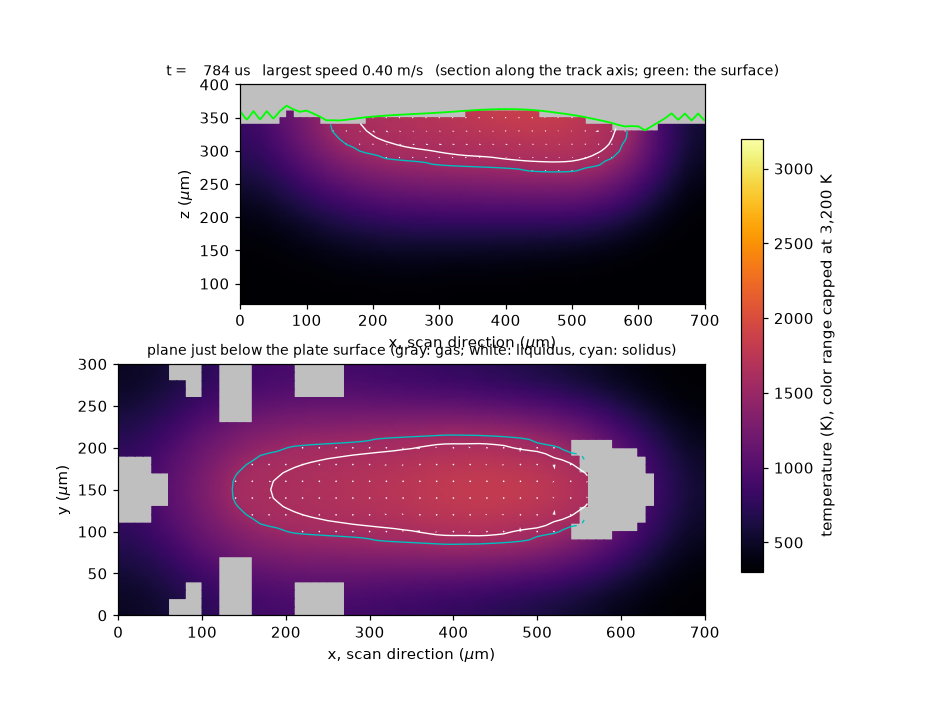 t =    784 us   largest speed 0.40 m/s   (section along the track axis; green: the surface)
400
350
300
250
200
150
100
z (μm)
0 100 200 300 400 500 600 700
x, scan direction (μm)
plane just below the plate surface (gray: gas; white: liquidus, cyan: solidus)
300
250
200
150
100
50
0
y (μm)
0 100 200 300 400 500 600 700
x, scan direction (μm)
3000
2500
2000
1500
1000
500
temperature (K), color range capped at 3,200 K